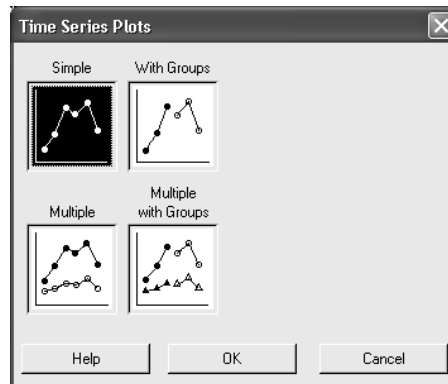 Time Series Plots
Simple
With Groups
Multiple
Multiple
with Groups
Help
OK
Cancel